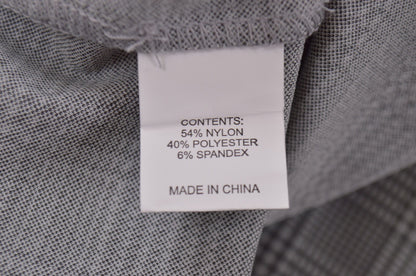 CONTENTS:
54% NYLON
40% POLYESTER
6% SPANDEX
MADE IN CHINA